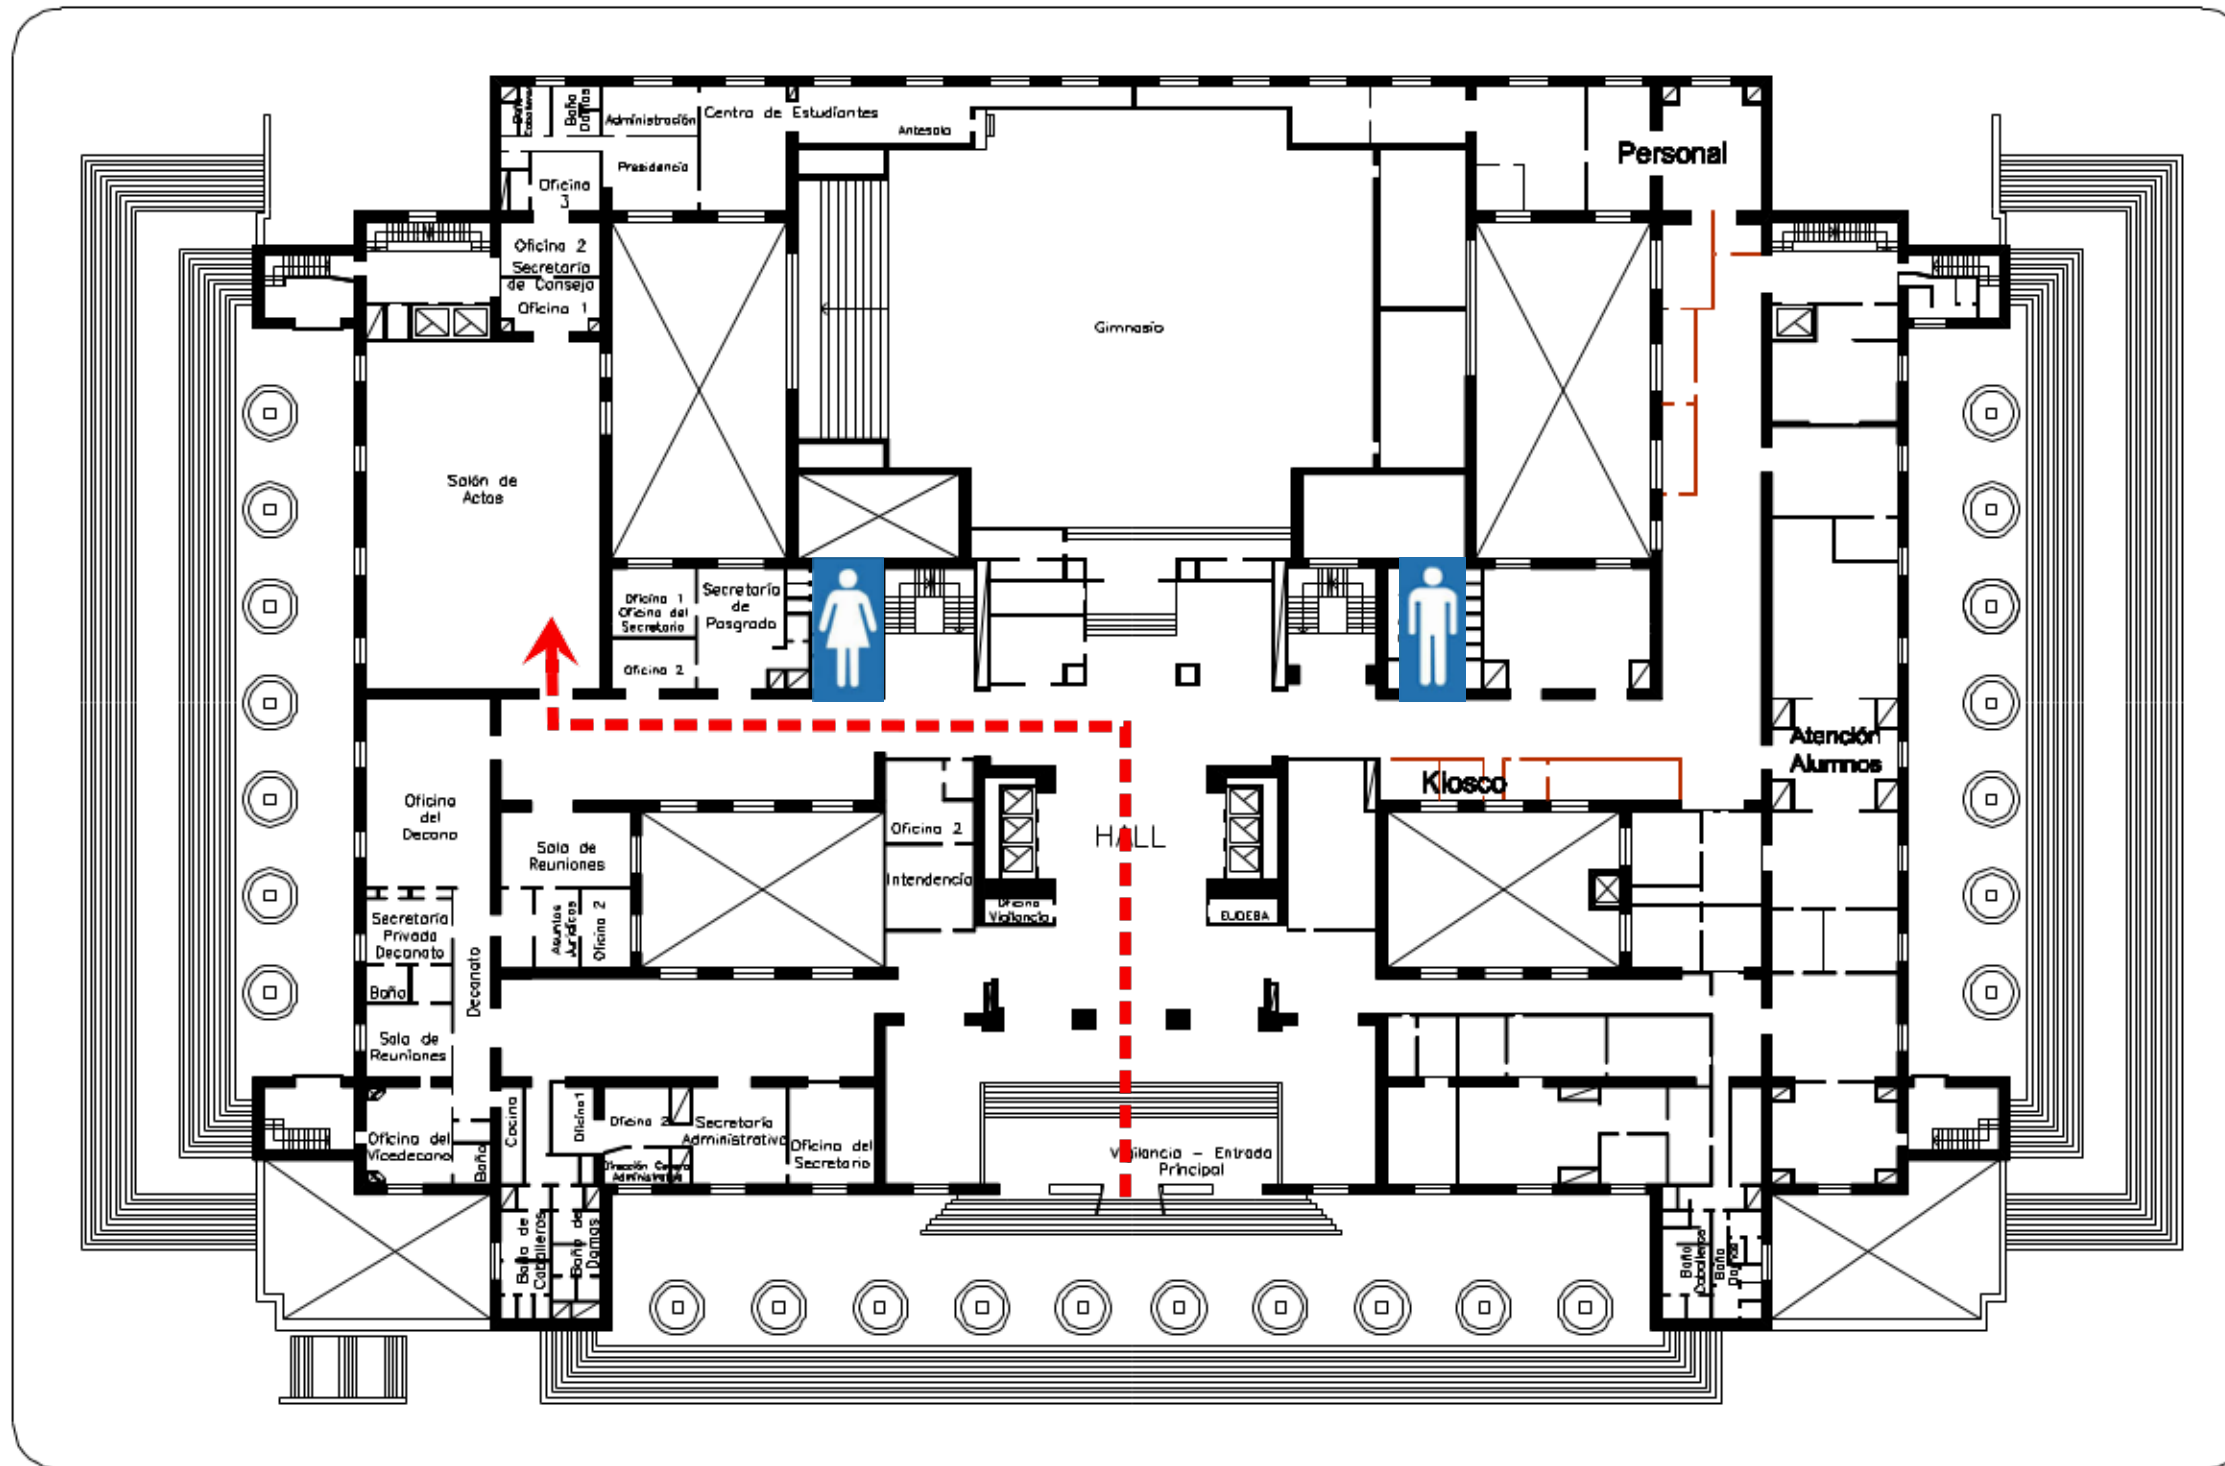 Baño
Caballeros
Baño
Damas
Administración
Centro de Estudiantes
Antesala
Personal
Presidencia
Oficina
3
Oficina 2
Secretaría
de Consejo
Oficina 1
Gimnasio
Salón de
Actos
Oficina 1
Oficina del
Secretario
Secretaría
de
Posgrado
Oficina 2
Atención
Alumnos
Kiosco
Oficina
del
Decano
Oficina 2
HALL
Sala de
Reuniones
Intendencia
Oficina
Vigilancia
EUDEBA
Secretaría
Privada
Decanato
Asuntos
Jurídicos
Oficina 2
Decanato
Baño
Sala de
Reuniones
Cocina
Oficina1
Oficina 2
Secretaría
Administrativa
Oficina del
Secretario
Vigilancia - Entrada
Principal
Oficina del
Vicedecano
Baño
Dirección
Administrativa
Baño de
Caballeros
Baño de
Damas
Baño
Caballeros
Baño
Damas